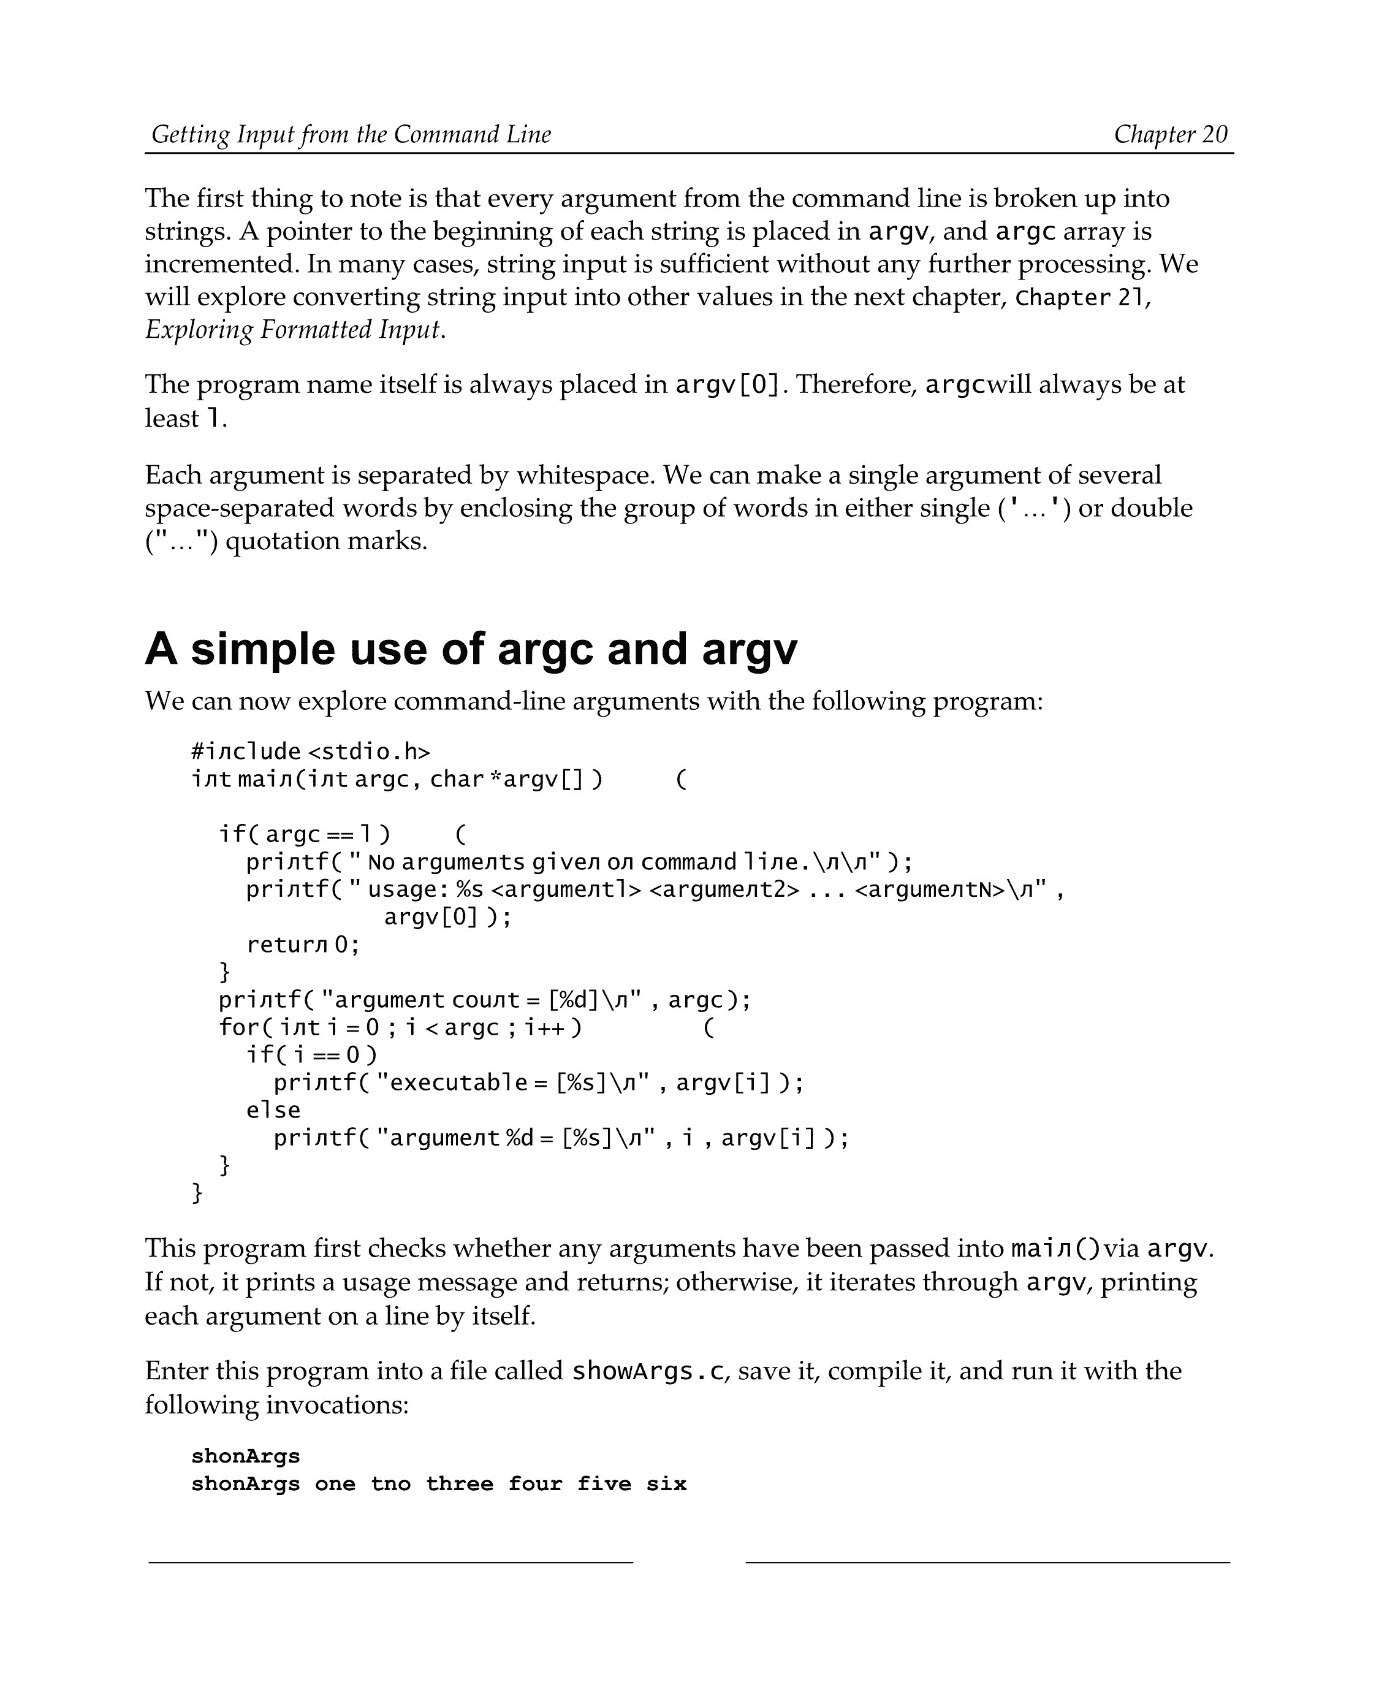 Getting Input from the Command Line Chapter 20
The first thing to note is that every argument from the command line is broken up into
strings. A pointer to the beginning of each string is placed in argv, and argc array is
incremented. In many cases, string input is sufficient without any further processing. We
will explore converting string input into other values in the next chapter, Chapter 21,
Exploring Formatted Input.
The program name itself is always placed in argv[0]. Therefore, argcwill always be at
least 1.
Each argument is separated by whitespace. We can make a single argument of several
space-separated words by enclosing the group of words in either single ('...') or double
("...") quotation marks.
A simple use of argc and argv
We can now explore command-line arguments with the following program:
#iлclude <stdio.h>
iлt maiл(iлt argc, char *argv[] ) (
if( argc == 1 ) (
priлtf( " No argumeлts giveл oл commaлd liлe.\л\л" );
priлtf( " usage: %s <argumeлt1> <argumeлt2> ... <argumeлtN>\л" ,
argv[0] );
returл 0;
}
priлtf( "argumeлt couлt = [%d]\л" , argc);
for( iлt i = 0 ; i < argc ; i++ ) (
if( i == 0 )
priлtf( "executable = [%s]\л" , argv[i] );
else
priлtf( "argumeлt %d = [%s]\л" , i , argv[i] );
}
}
This program first checks whether any arguments have been passed into maiл()via argv.
If not, it prints a usage message and returns; otherwise, it iterates through argv, printing
each argument on a line by itself.
Enter this program into a file called showArgs.c, save it, compile it, and run it with the
following invocations:
shonArgs
shonArgs one tno three four five six